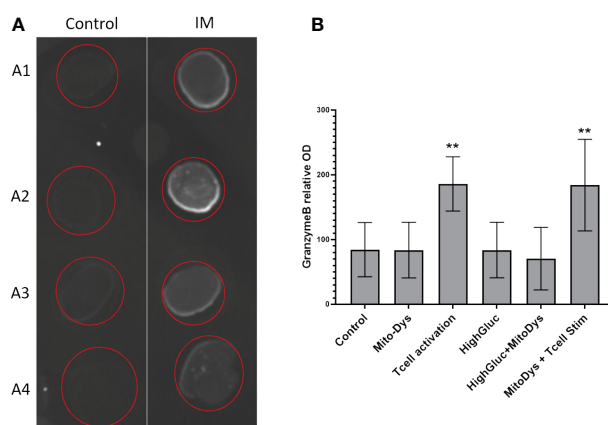 A
Control
IM
A1
A2
A3
A4
B
GranzymeB relative OD
300
200
100
0
**
**
Control
Mito-Dys
Tcell activation
HighGluc
HighGluc+MitoDys
MitoDys + Tcell Stim